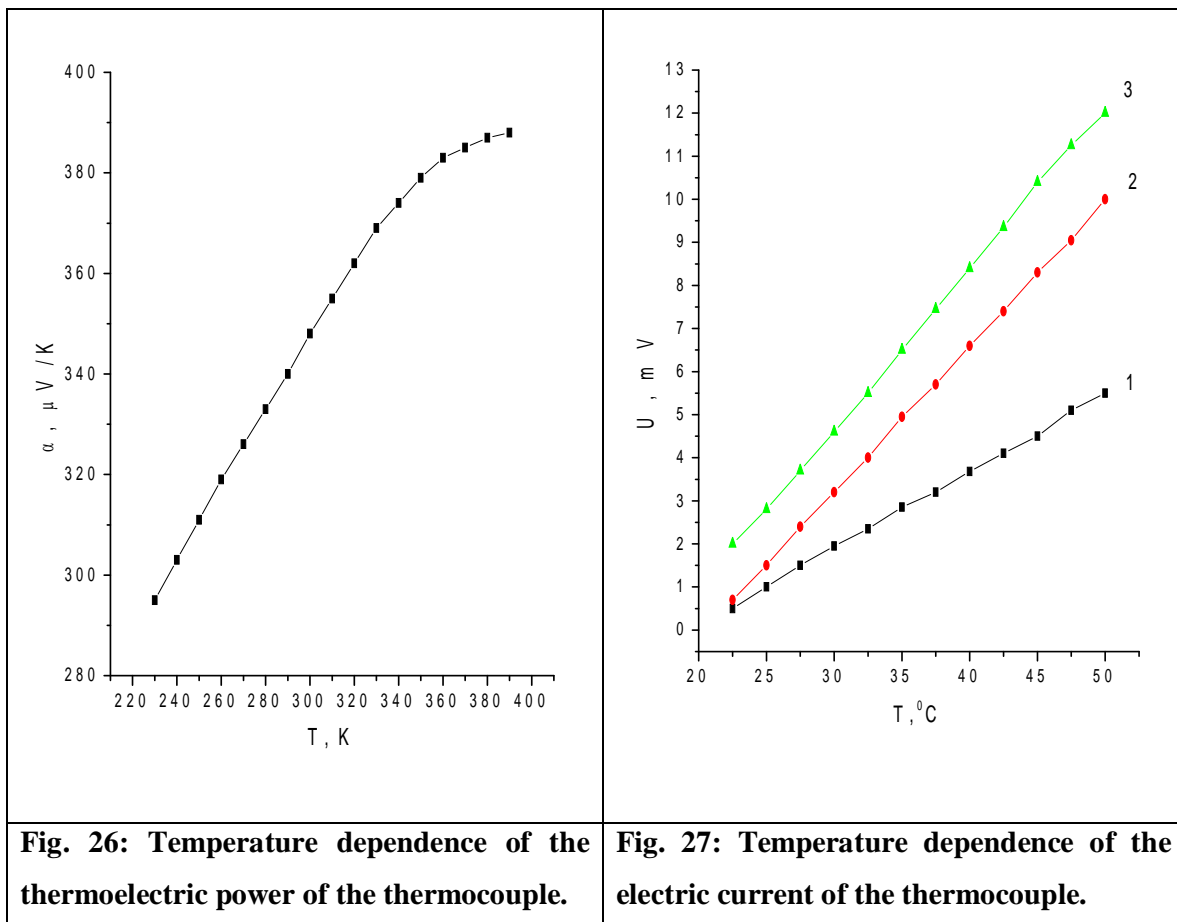 400
380
360
340
320
300
280
α , μV/K
220 240 260 280 300 320 340 360 380 400
T , K
13
12
11
10
9
8
7
6
5
4
3
2
1
0
U , mV
3
2
1
20 25 30 35 40 45 50
T , ⁰C
Fig. 26: Temperature dependence of the
thermoelectric power of the thermocouple.
Fig. 27: Temperature dependence of the
electric current of the thermocouple.